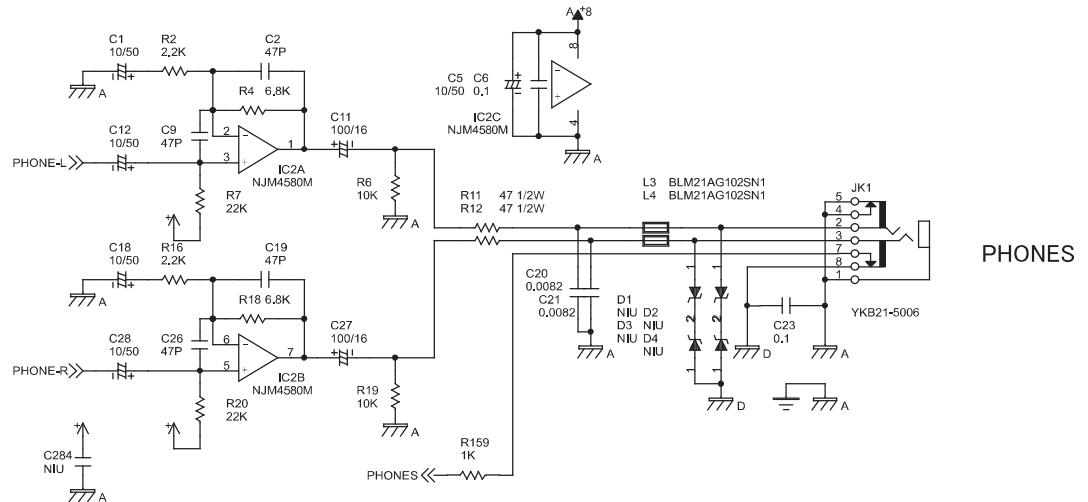 C1
10/50
R2
2.2K
C2
47P
R4 6.8K
A
C12
10/50
C9
47P
2
3
1
PHONE-L
IC2A
NJM4580M
R7
22K
+
C11
100/16
R6
10K
A
A +8
8
C5 C6
10/50 0.1
IC2C
NJM4580M
4
A
C18
10/50
R16
2.2K
C19
47P
R18 6.8K
A
C28
10/50
C26
47P
6
5
7
PHONE-R
IC2B
NJM4580M
R20
22K
+
C27
100/16
R19
10K
A
+
C284
NIU
A
R11 47 1/2W
R12 47 1/2W
L3 BLM21AG102SN1
L4 BLM21AG102SN1
C20
0.0082
C21
0.0082
A
D1
NIU D2
D3 NIU
NIU D4
NIU
1 1
2 2
1 1
D
D
C23
0.1
A
A
JK1
5
4
2
3
7
8
1
YKB21-5006
PHONES
R159
1K
PHONES